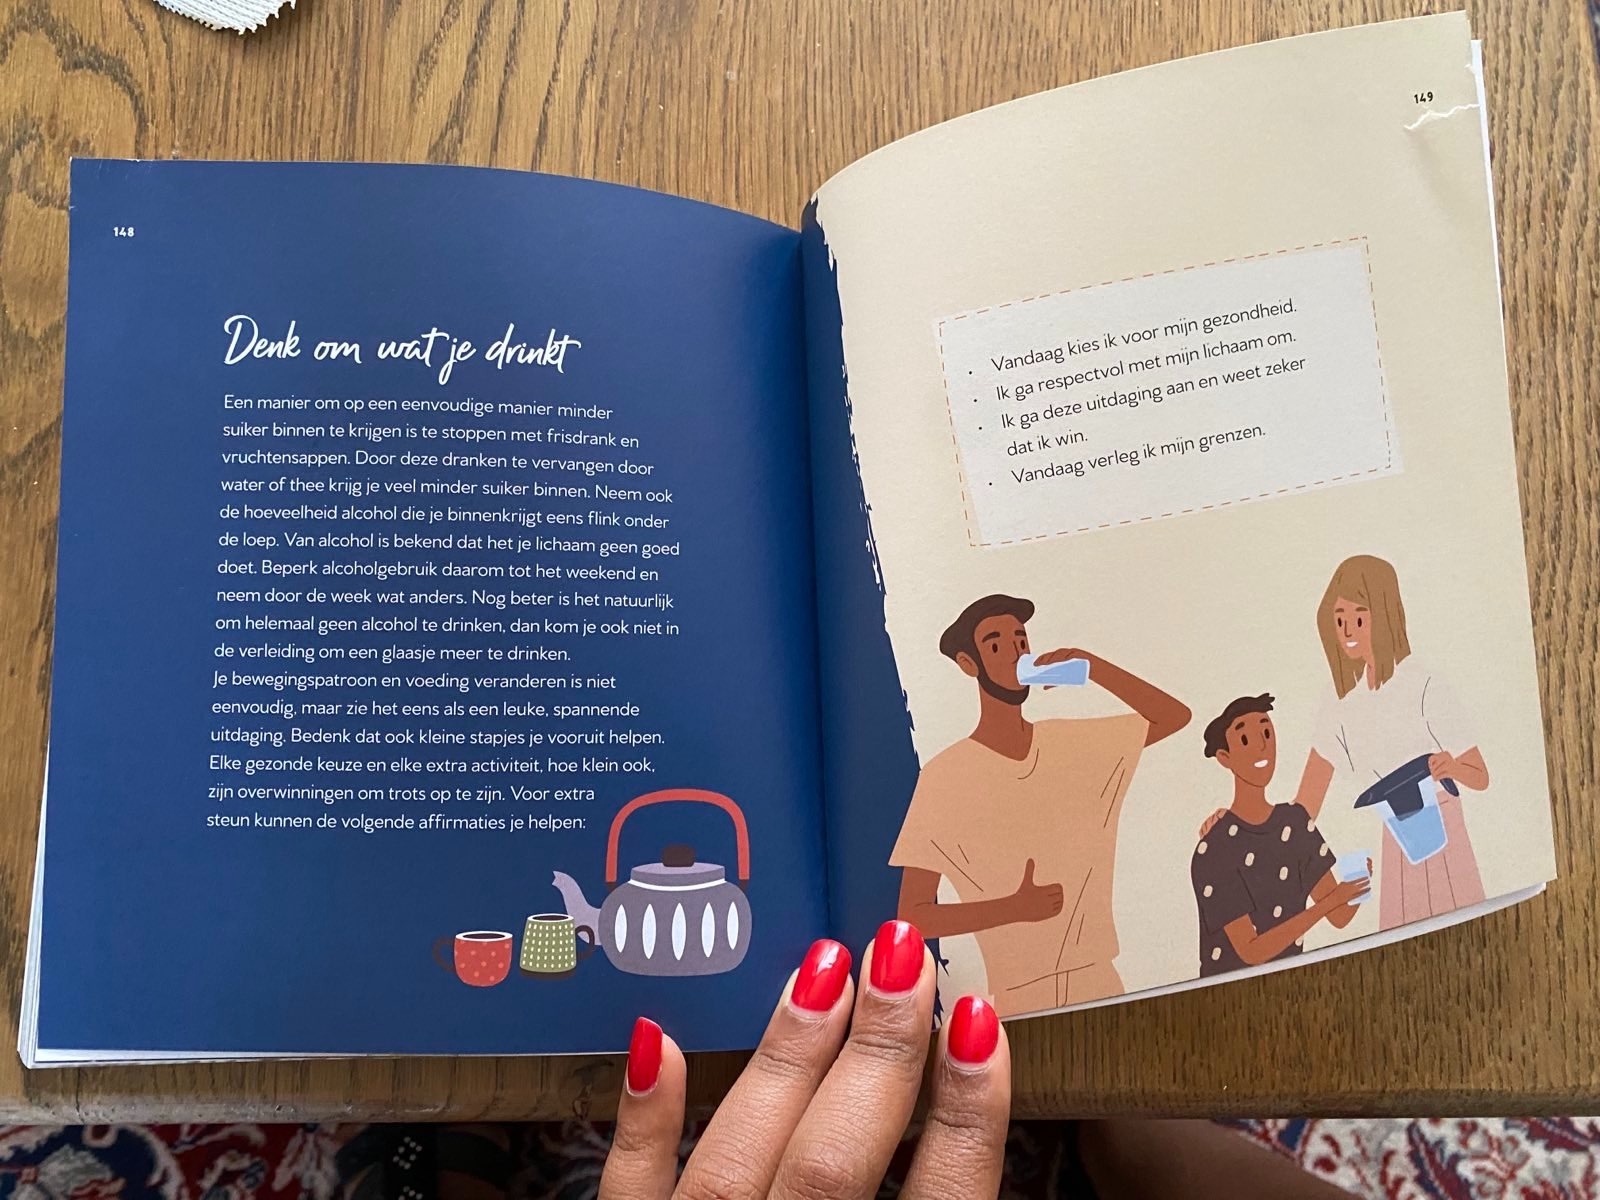 148
Denk om wat je drinkt
Een manier om op een eenvoudige manier minder
suiker binnen te krijgen is te stoppen met frisdrank en
vruchtensappen. Door deze dranken te vervangen door
water of thee krijg je veel minder suiker binnen. Neem ook
de hoeveelheid alcohol die je binnenkrijgt eens flink onder
de loep. Van alcohol is bekend dat het je lichaam geen goed
doet. Beperk alcoholgebruik daarom tot het weekend en
neem door de week wat anders. Nog beter is het natuurlijk
om helemaal geen alcohol te drinken, dan kom je ook niet in
de verleiding om een glaasje meer te drinken.
Je bewegingspatroon en voeding veranderen is niet
eenvoudig, maar zie het eens als een leuke, spannende
uitdaging. Bedenk dat ook kleine stapjes je vooruit helpen.
Elke gezonde keuze en elke extra activiteit, hoe klein ook,
zijn overwinningen om trots op te zijn. Voor extra
steun kunnen de volgende affirmaties je helpen:
149
• Vandaag kies ik voor mijn gezondheid.
• Ik ga respectvol met mijn lichaam om.
• Ik ga deze uitdaging aan en weet zeker
dat ik win.
• Vandaag verleg ik mijn grenzen.